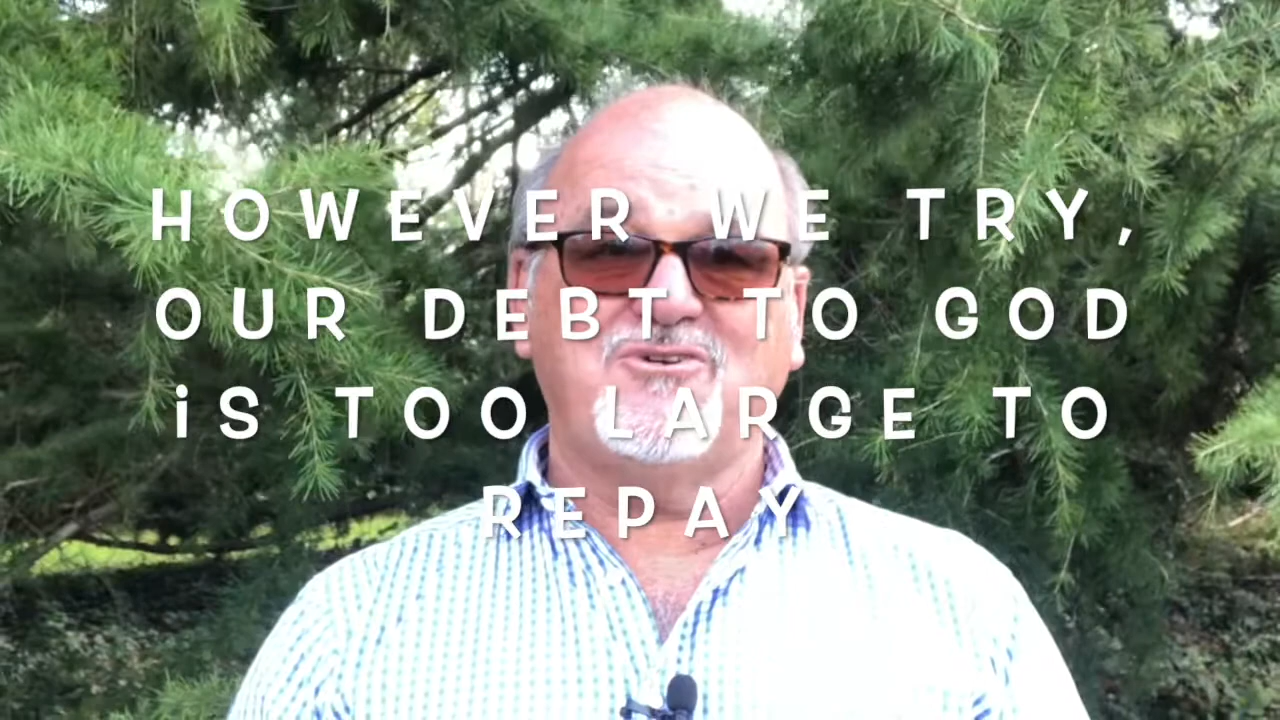 HOWEVER WE TRY,
OUR DEBT TO GOD
iS TOO LARGE TO
REPAY